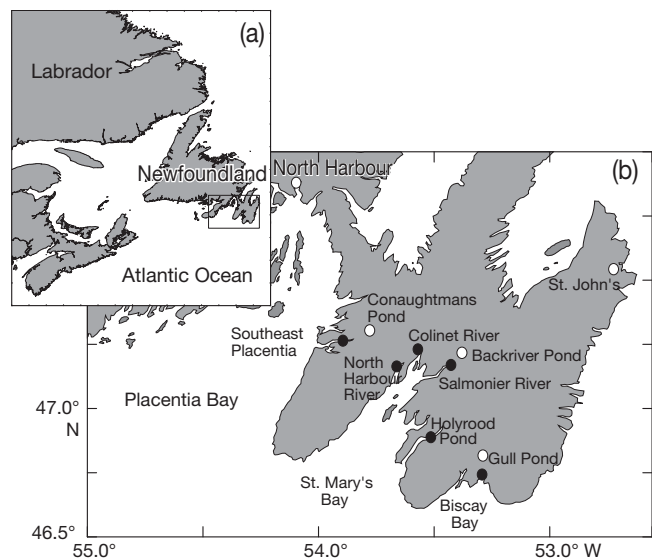 (a)
Labrador
Newfoundland
Atlantic Ocean
(b)
North Harbour
St. John's
Conaughtmans
Pond
Colinet River
Southeast
Placentia
Backriver Pond
North
Harbour
River
Salmonier River
Placentia Bay
47.0°
N
Holyrood
Pond
Gull Pond
St. Mary's
Bay
Biscay
Bay
46.5°
55.0°
54.0°
53.0° W